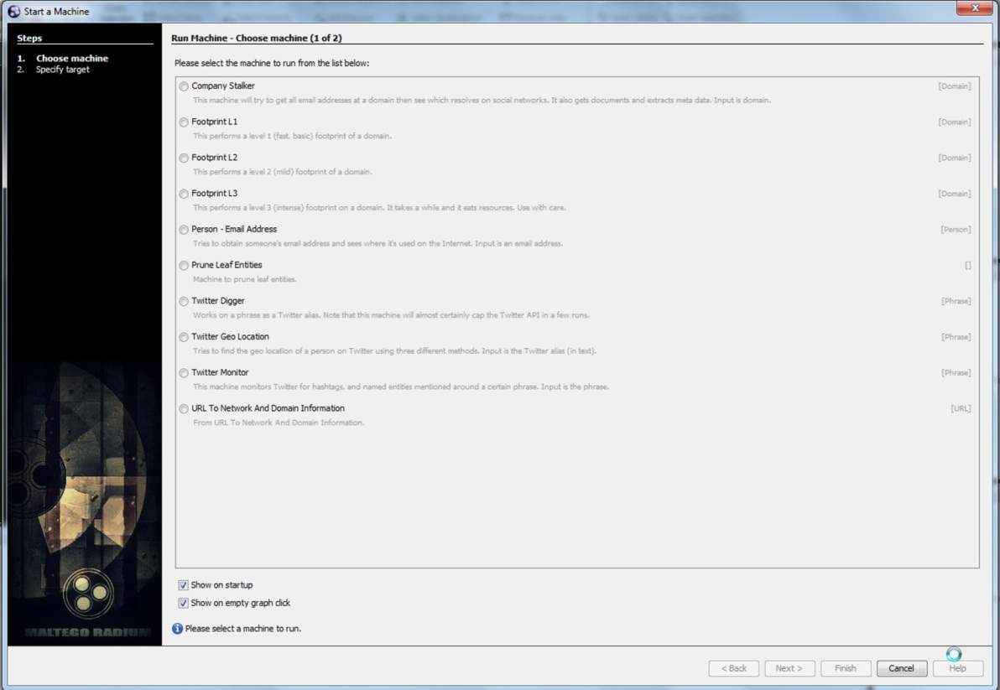 Start a Machine
Steps
1. Choose machine
2. Specify target
Run Machine - Choose machine (1 of 2)
Please select the machine to run from the list below:
Company Stalker [Domain]
This machine will try to get all email addresses at a domain then see which resolves on social networks. It also gets documents and extracts meta data. Input is domain.
Footprint L1 [Domain]
This performs a level 1 (fast, basic) footprint of a domain.
Footprint L2 [Domain]
This performs a level 2 (mild) footprint of a domain.
Footprint L3 [Domain]
This performs a level 3 (intense) footprint on a domain. It takes a while and it eats resources. Use with care.
Person - Email Address [Person]
Tries to obtain someone's email address and sees where it's used on the Internet. Input is an email address.
Prune Leaf Entities []
Machine to prune leaf entities.
Twitter Digger [Phrase]
Works on a phrase as a Twitter alias. Note that this machine will almost certainly cap the Twitter API in a few runs.
Twitter Geo Location [Phrase]
Tries to find the geo location of a person on Twitter using three different methods. Input is the Twitter alias (in text).
Twitter Monitor [Phrase]
This machine monitors Twitter for hashtags, and named entities mentioned around a certain phrase. Input is the phrase.
URL To Network And Domain Information [URL]
From URL To Network And Domain Information.
Show on startup
Show on empty graph click
Please select a machine to run.
MALTEGO RADIUM
< Back Next > Finish Cancel Help